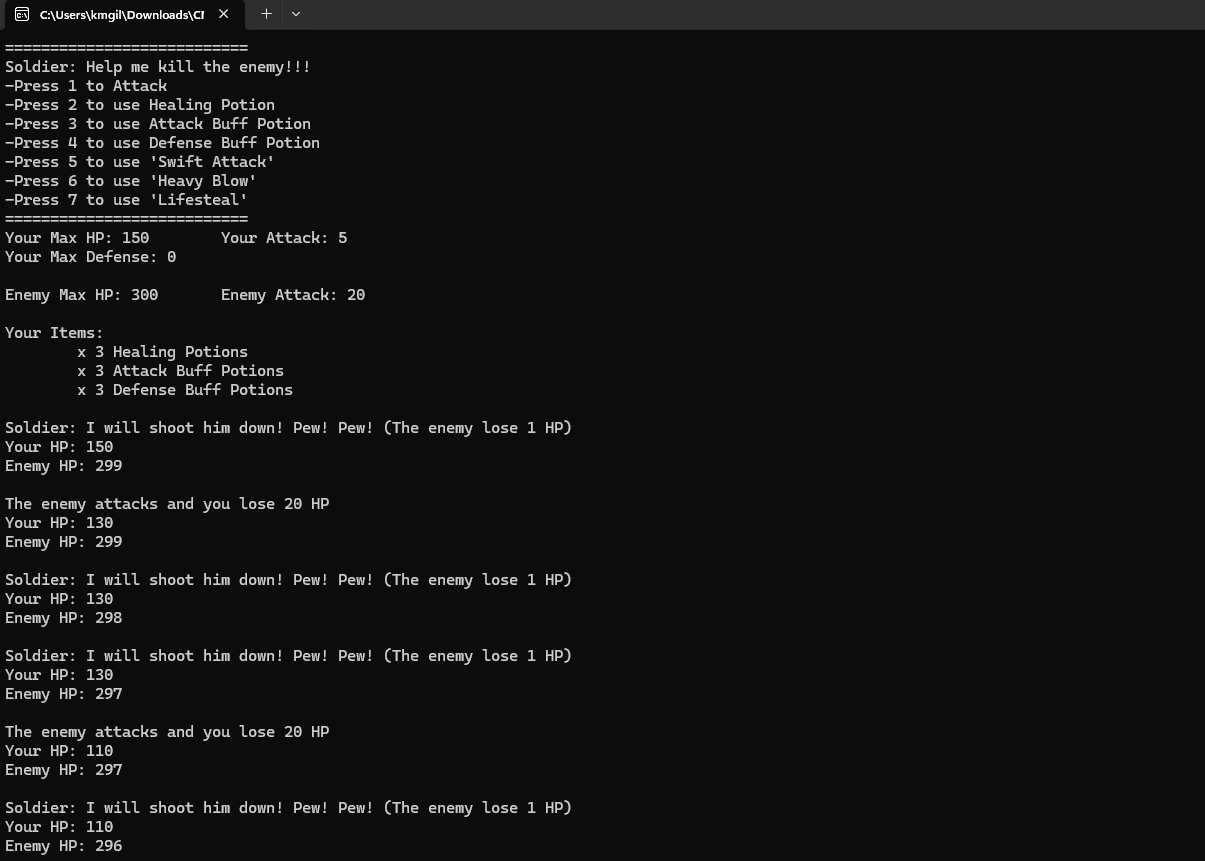 C:\Users\kmgil\Downloads\Cl
===========================
Soldier: Help me kill the enemy!!!
-Press 1 to Attack
-Press 2 to use Healing Potion
-Press 3 to use Attack Buff Potion
-Press 4 to use Defense Buff Potion
-Press 5 to use 'Swift Attack'
-Press 6 to use 'Heavy Blow'
-Press 7 to use 'Lifesteal'
===========================
Your Max HP: 150        Your Attack: 5
Your Max Defense: 0
Enemy Max HP: 300       Enemy Attack: 20
Your Items:
x 3 Healing Potions
x 3 Attack Buff Potions
x 3 Defense Buff Potions
Soldier: I will shoot him down! Pew! Pew! (The enemy lose 1 HP)
Your HP: 150
Enemy HP: 299
The enemy attacks and you lose 20 HP
Your HP: 130
Enemy HP: 299
Soldier: I will shoot him down! Pew! Pew! (The enemy lose 1 HP)
Your HP: 130
Enemy HP: 298
Soldier: I will shoot him down! Pew! Pew! (The enemy lose 1 HP)
Your HP: 130
Enemy HP: 297
The enemy attacks and you lose 20 HP
Your HP: 110
Enemy HP: 297
Soldier: I will shoot him down! Pew! Pew! (The enemy lose 1 HP)
Your HP: 110
Enemy HP: 296